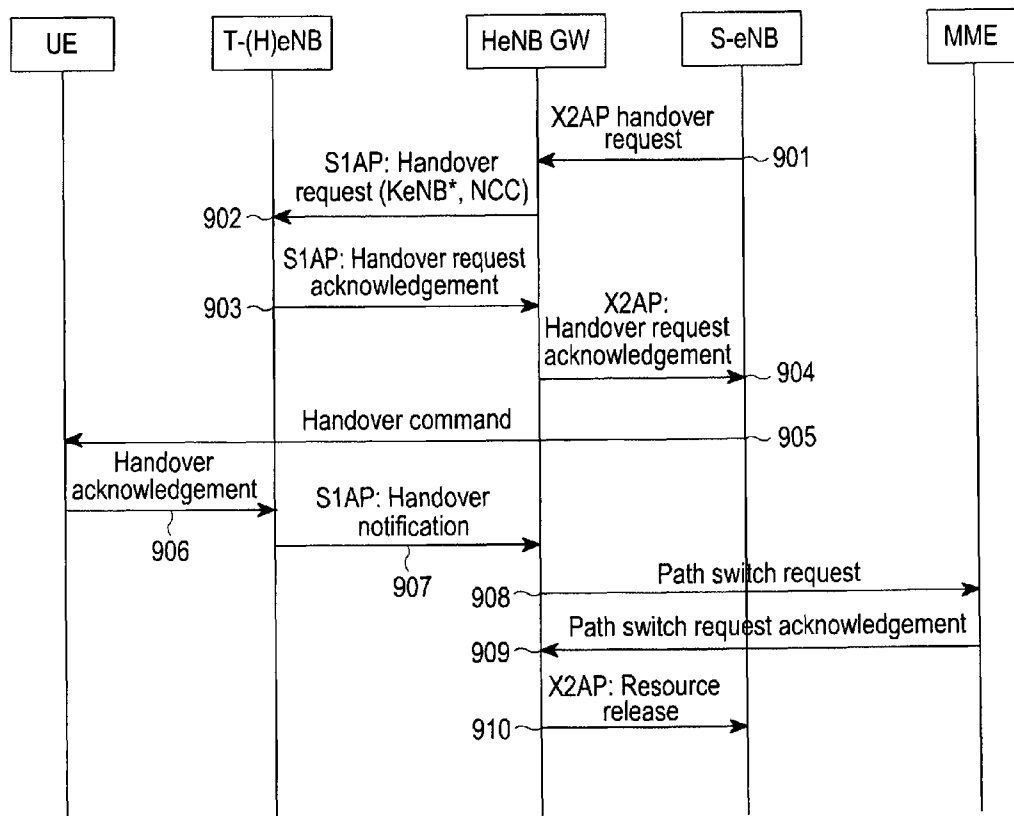 UE
T-(H)eNB
HeNB GW
S-eNB
MME
X2AP handover
request
901
S1AP: Handover
request (KeNB*, NCC)
902
S1AP: Handover request
acknowledgement
903
X2AP:
Handover request
acknowledgement
904
Handover command
905
Handover
acknowledgement
906
S1AP: Handover
notification
907
Path switch request
908
Path switch request acknowledgement
909
X2AP: Resource
release
910